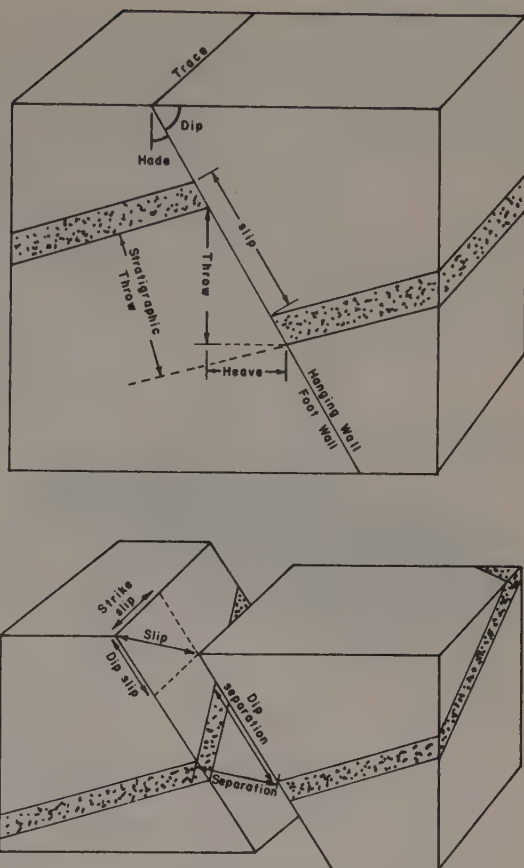 Trace
Dip
Hade
slip
Throw
Stratigraphic
Throw
Heave
Hanging Wall
Foot Wall
Strike
slip
Slip
Dip slip
Dip
separation
Separation